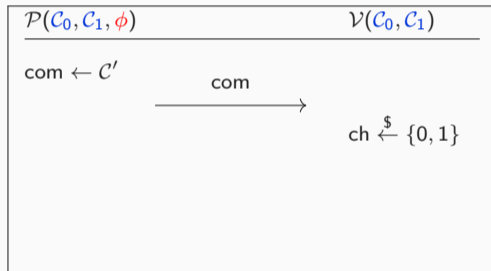 𝒫(𝒞₀, 𝒞₁, ϕ) 𝒱(𝒞₀, 𝒞₁)
com ← 𝒞′
com
ch $← {0, 1}